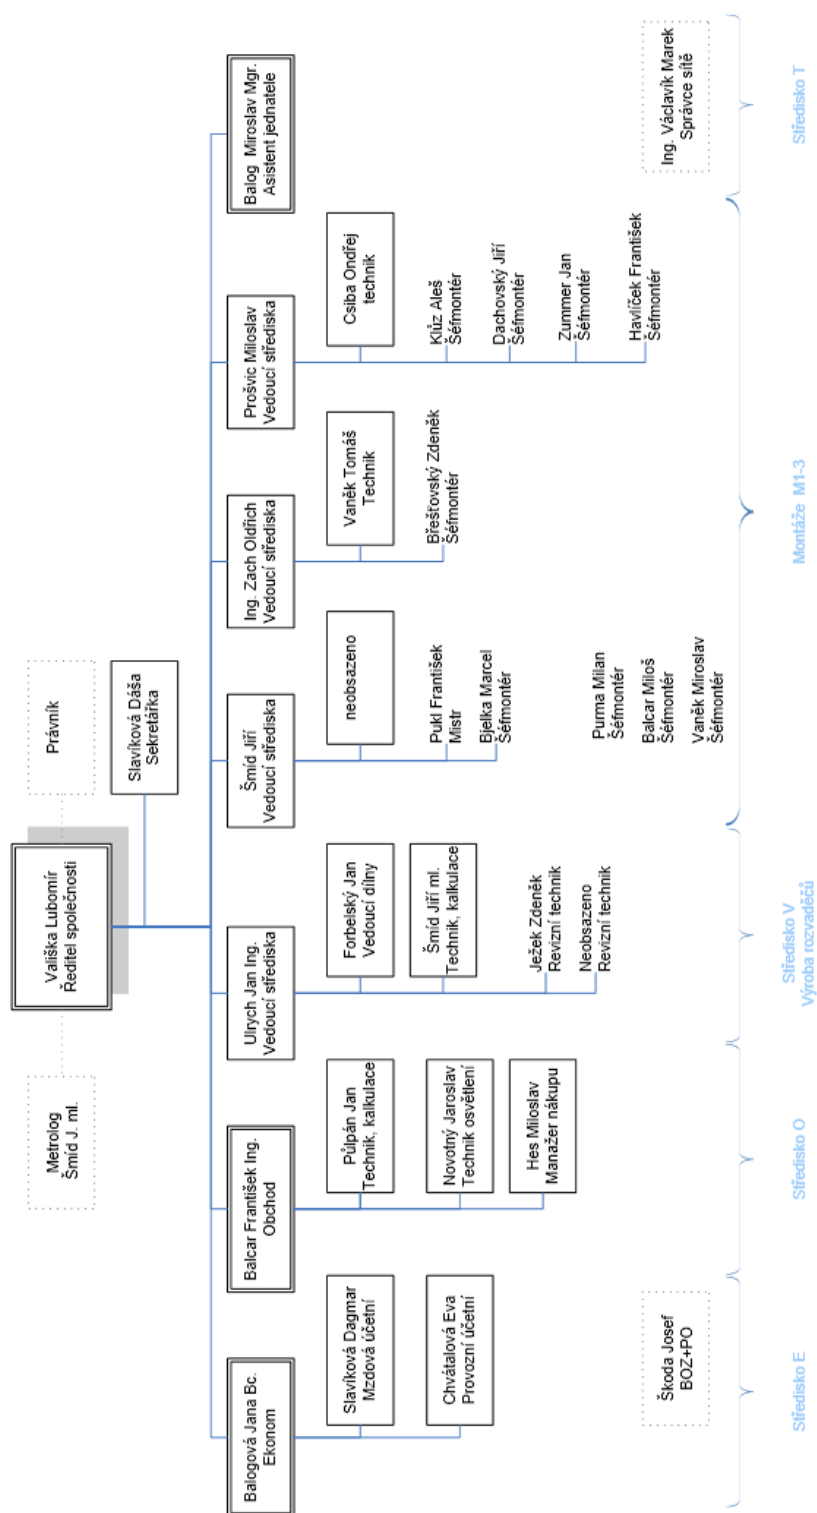 Metrolog
Šmíd J. ml.
Vališka Lubomír
Ředitel společnosti
Právník
Slavíková Dáša
Sekretářka
Balogová Jana Bc.
Ekonom
Balcar František Ing.
Obchod
Ulrych Jan Ing.
Vedoucí střediska
Šmíd Jiří
Vedoucí střediska
Ing. Zach Oldřich
Vedoucí střediska
Prošvic Miloslav
Vedoucí střediska
Balog Miroslav Mgr.
Asistent jednatele
Slavíková Dagmar
Mzdová účetní
Chvátalová Eva
Provozní účetní
Škoda Josef
BOZ+PO
Půlpán Jan
Technik, kalkulace
Novotný Jaroslav
Technik osvětlení
Hes Miloslav
Manažer nákupu
Forbelský Jan
Vedoucí dílny
Šmíd Jiří ml.
Technik, kalkulace
Ježek Zdeněk
Revizní technik
Neobsazeno
Revizní technik
neobsazeno
Pukl František
Mistr
Bjelka Marcel
Šéfmontér
Purma Milan
Šéfmontér
Balcar Miloš
Šéfmontér
Vaněk Miroslav
Šéfmontér
Vaněk Tomáš
Technik
Břešťovský Zdeněk
Šéfmontér
Csiba Ondřej
technik
Klůz Aleš
Šéfmontér
Dachovský Jiří
Šéfmontér
Zummer Jan
Šéfmontér
Havlíček František
Šéfmontér
Ing. Václavík Marek
Správce sítě
Středisko E
Středisko O
Středisko V
Výroba rozvaděčů
Montáže M1-3
Středisko T